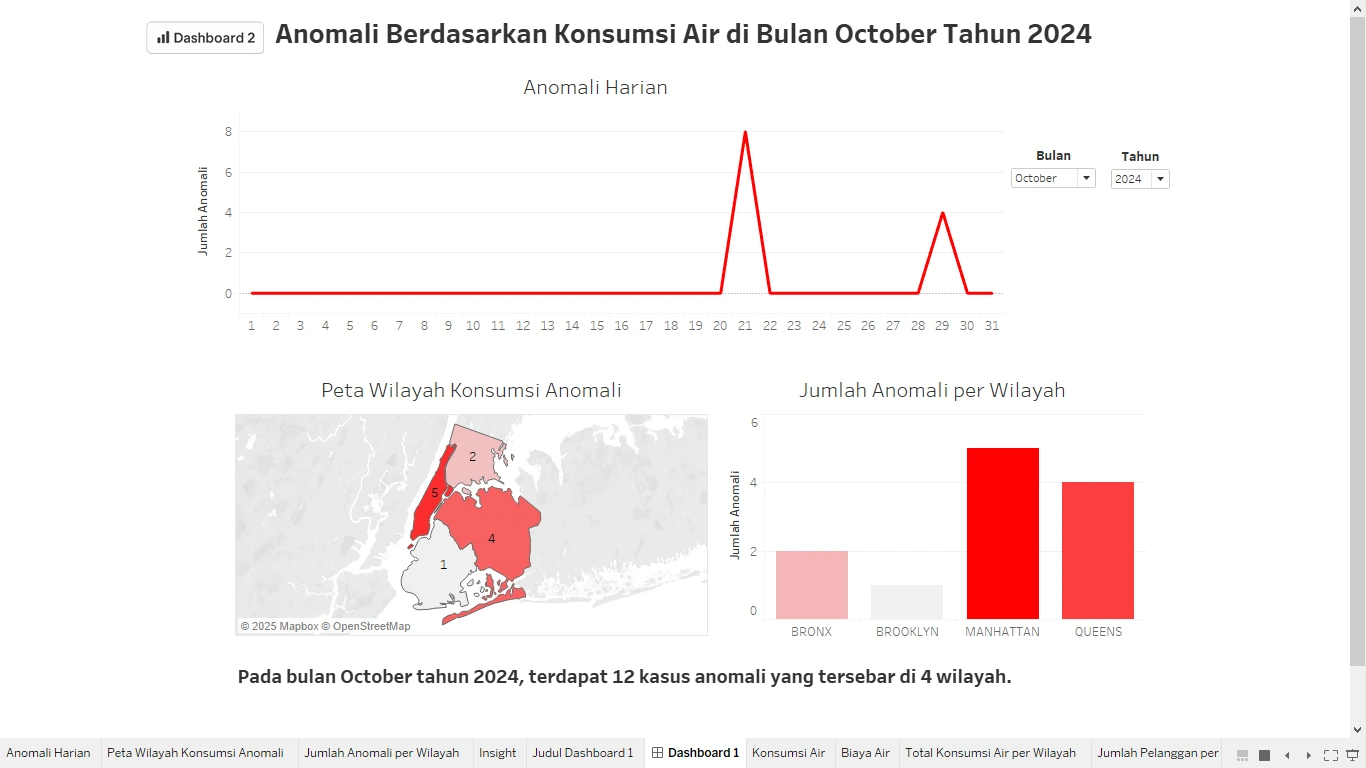 Dashboard 2
Anomali Berdasarkan Konsumsi Air di Bulan October Tahun 2024
Anomali Harian
Jumlah Anomali
8
6
4
2
0
1 2 3 4 5 6 7 8 9 10 11 12 13 14 15 16 17 18 19 20 21 22 23 24 25 26 27 28 29 30 31
Bulan Tahun
October 2024
Peta Wilayah Konsumsi Anomali
2
5
4
1
© 2025 Mapbox © OpenStreetMap
Jumlah Anomali per Wilayah
Jumlah Anomali
6
4
2
0
BRONX BROOKLYN MANHATTAN QUEENS
Pada bulan October tahun 2024, terdapat 12 kasus anomali yang tersebar di 4 wilayah.
Anomali Harian Peta Wilayah Konsumsi Anomali Jumlah Anomali per Wilayah Insight Judul Dashboard 1 Dashboard 1 Konsumsi Air Biaya Air Total Konsumsi Air per Wilayah Jumlah Pelanggan per